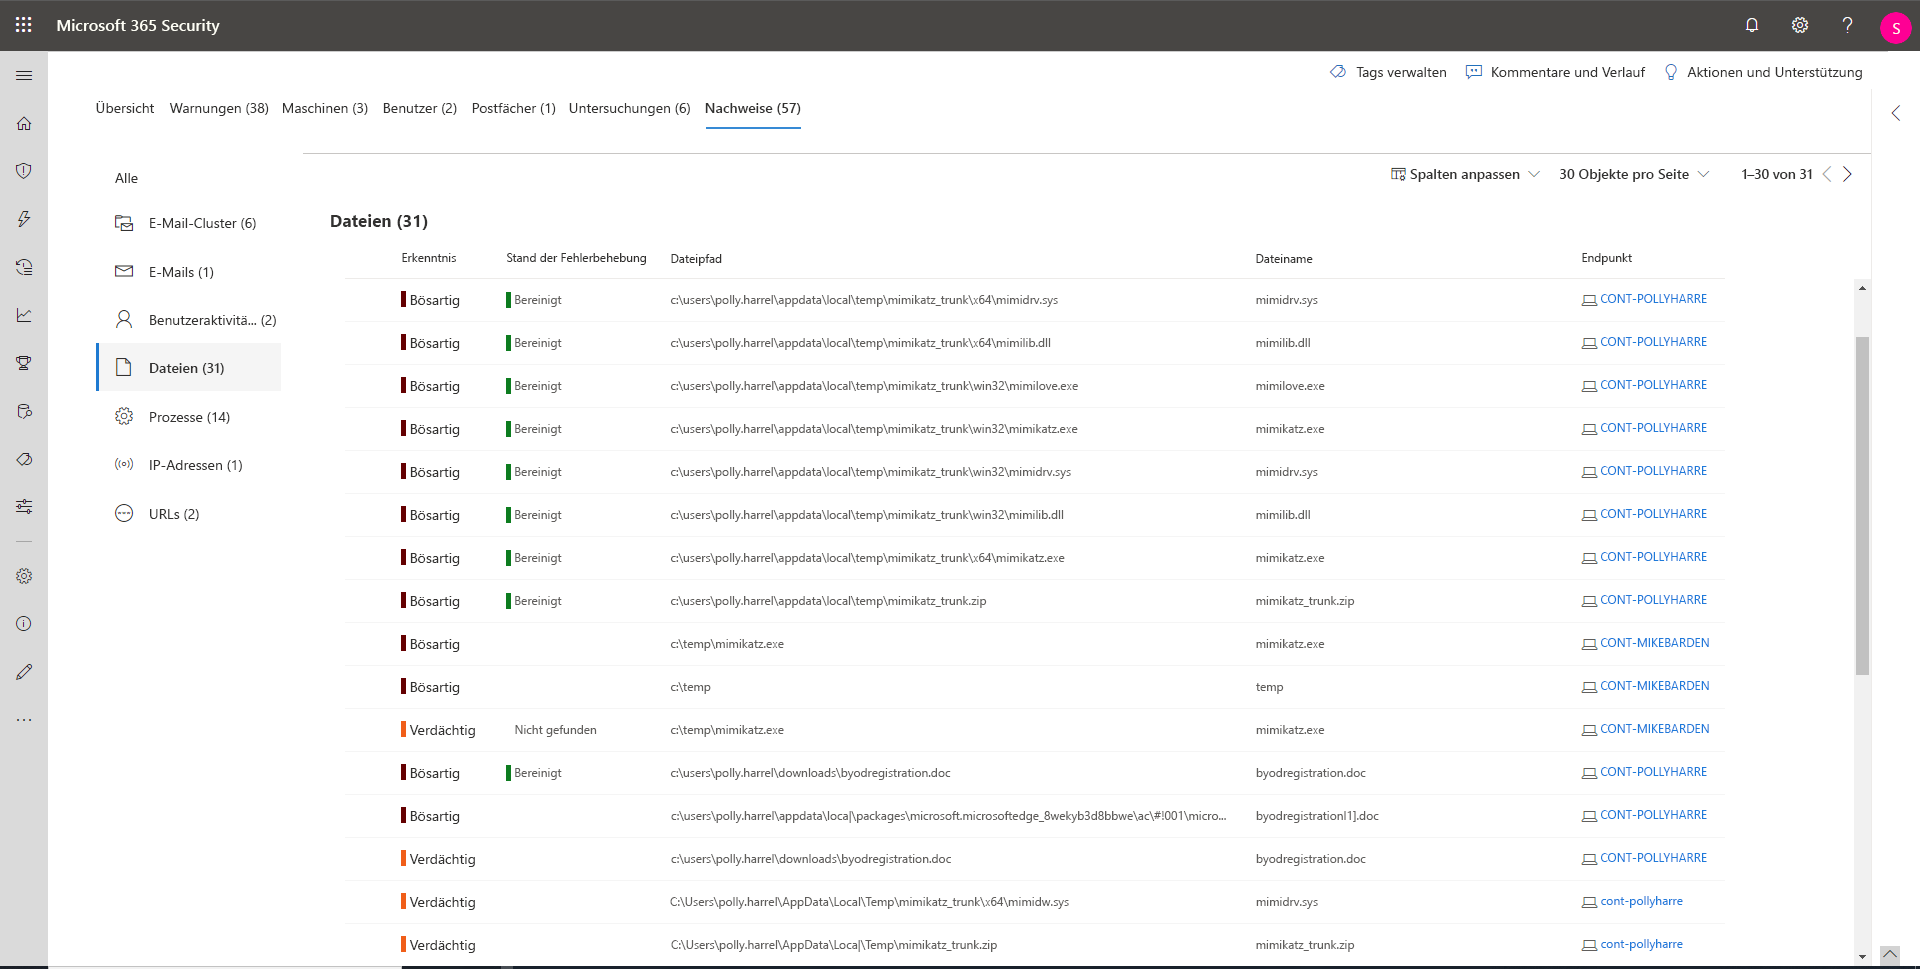 Microsoft 365 Security
S
Tags verwalten Kommentare und Verlauf Aktionen und Unterstützung
Übersicht Warnungen (38) Maschinen (3) Benutzer (2) Postfächer (1) Untersuchungen (6) Nachweise (57)
Alle
E-Mail-Cluster (6)
E-Mails (1)
Benutzeraktivitä... (2)
Dateien (31)
Prozesse (14)
IP-Adressen (1)
URLs (2)
Spalten anpassen 30 Objekte pro Seite 1–30 von 31
Dateien (31)
Erkenntnis Stand der Fehlerbehebung Dateipfad Dateiname Endpunkt
Bösartig Bereinigt c:\users\polly.harrel\appdata\local\temp\mimikatz_trunk\x64\mimidrv.sys mimidrv.sys CONT-POLLYHARRE
Bösartig Bereinigt c:\users\polly.harrel\appdata\local\temp\mimikatz_trunk\x64\mimilib.dll mimilib.dll CONT-POLLYHARRE
Bösartig Bereinigt c:\users\polly.harrel\appdata\local\temp\mimikatz_trunk\win32\mimilove.exe mimilove.exe CONT-POLLYHARRE
Bösartig Bereinigt c:\users\polly.harrel\appdata\local\temp\mimikatz_trunk\win32\mimikatz.exe mimikatz.exe CONT-POLLYHARRE
Bösartig Bereinigt c:\users\polly.harrel\appdata\local\temp\mimikatz_trunk\win32\mimidrv.sys mimidrv.sys CONT-POLLYHARRE
Bösartig Bereinigt c:\users\polly.harrel\appdata\local\temp\mimikatz_trunk\win32\mimilib.dll mimilib.dll CONT-POLLYHARRE
Bösartig Bereinigt c:\users\polly.harrel\appdata\local\temp\mimikatz_trunk\x64\mimikatz.exe mimikatz.exe CONT-POLLYHARRE
Bösartig Bereinigt c:\users\polly.harrel\appdata\local\temp\mimikatz_trunk.zip mimikatz_trunk.zip CONT-POLLYHARRE
Bösartig c:\temp\mimikatz.exe mimikatz.exe CONT-MIKEBARDEN
Bösartig c:\temp temp CONT-MIKEBARDEN
Verdächtig Nicht gefunden c:\temp\mimikatz.exe mimikatz.exe CONT-MIKEBARDEN
Bösartig Bereinigt c:\users\polly.harrel\downloads\byodregistration.doc byodregistration.doc CONT-POLLYHARRE
Bösartig c:\users\polly.harrel\appdata\loca|\packages\microsoft.microsoftedge_8wekyb3d8bbwe\ac\#!001\micro... byodregistration|1].doc CONT-POLLYHARRE
Verdächtig c:\users\polly.harrel\downloads\byodregistration.doc byodregistration.doc CONT-POLLYHARRE
Verdächtig C:\Users\polly.harrel\AppData\Local\Temp\mimikatz_trunk\x64\mimidw.sys mimidrv.sys cont-pollyharre
Verdächtig C:\Users\polly.harrel\AppData\Loca|\Temp\mimikatz_trunk.zip mimikatz_trunk.zip cont-pollyharre